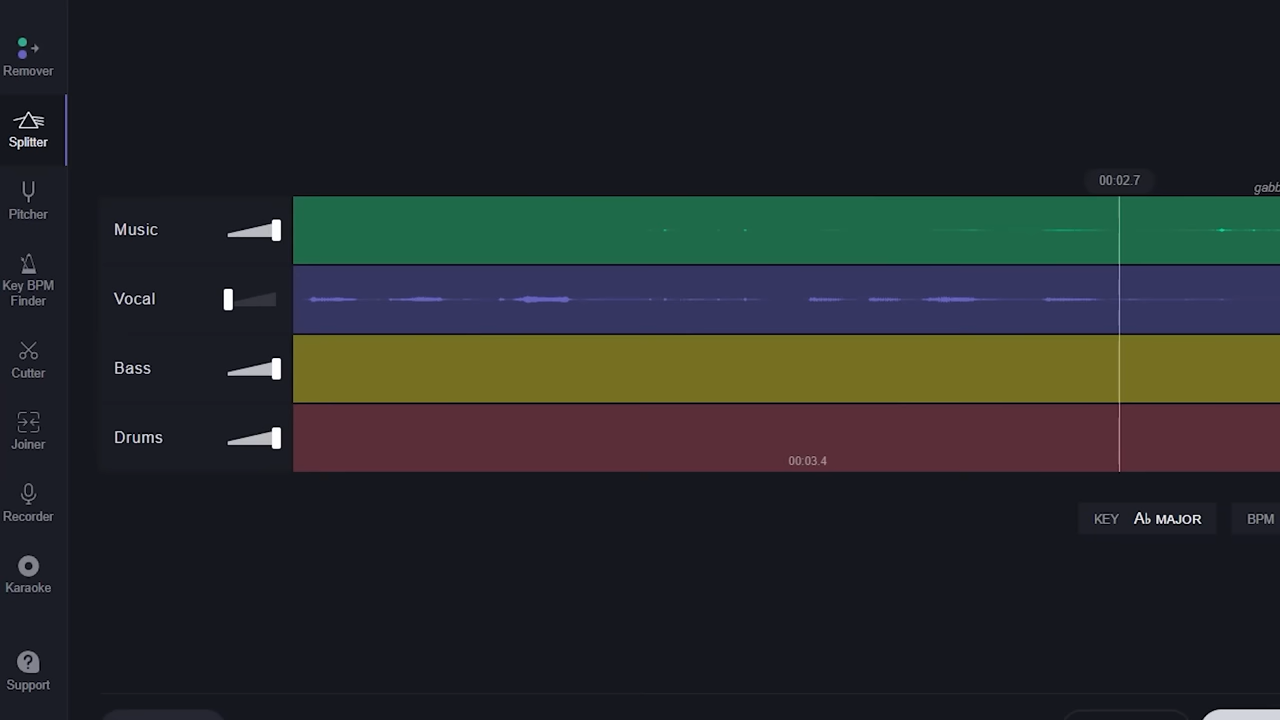 Remover
Splitter
Pitcher
Key BPM
Finder
Cutter
Joiner
Recorder
Karaoke
Support
00:02.7
gabb
Music
Vocal
Bass
Drums
00:03.4
KEY A♭ MAJOR
BPM